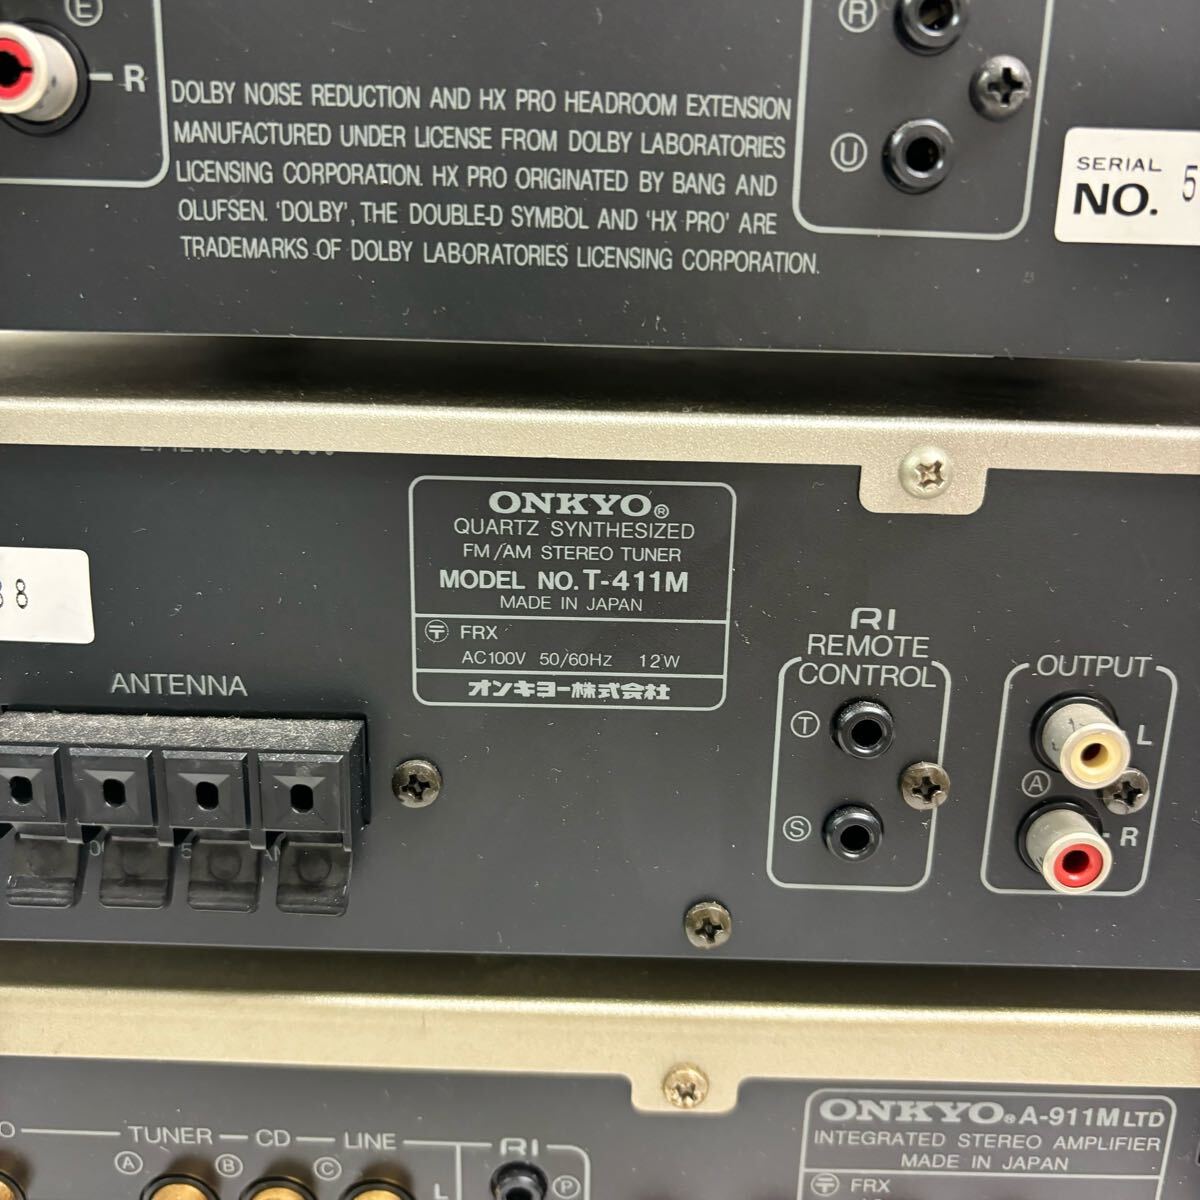 E
R
R
DOLBY NOISE REDUCTION AND HX PRO HEADROOM EXTENSION
MANUFACTURED UNDER LICENSE FROM DOLBY LABORATORIES
LICENSING CORPORATION. HX PRO ORIGINATED BY BANG AND
OLUFSEN. 'DOLBY', THE DOUBLE-D SYMBOL AND 'HX PRO' ARE
TRADEMARKS OF DOLBY LABORATORIES LICENSING CORPORATION.
U
SERIAL
NO. 5
ONKYO®
QUARTZ SYNTHESIZED
FM/AM STEREO TUNER
MODEL NO. T-411M
MADE IN JAPAN
〒 FRX
AC100V 50/60Hz 12W
オンキヨー株式会社
38
ANTENNA
RI
REMOTE
CONTROL
T
S
OUTPUT
L
A
R
TUNER CD LINE
A B C
L
RI
P
ONKYO® A-911M LTD
INTEGRATED STEREO AMPLIFIER
MADE IN JAPAN
〒 FRX